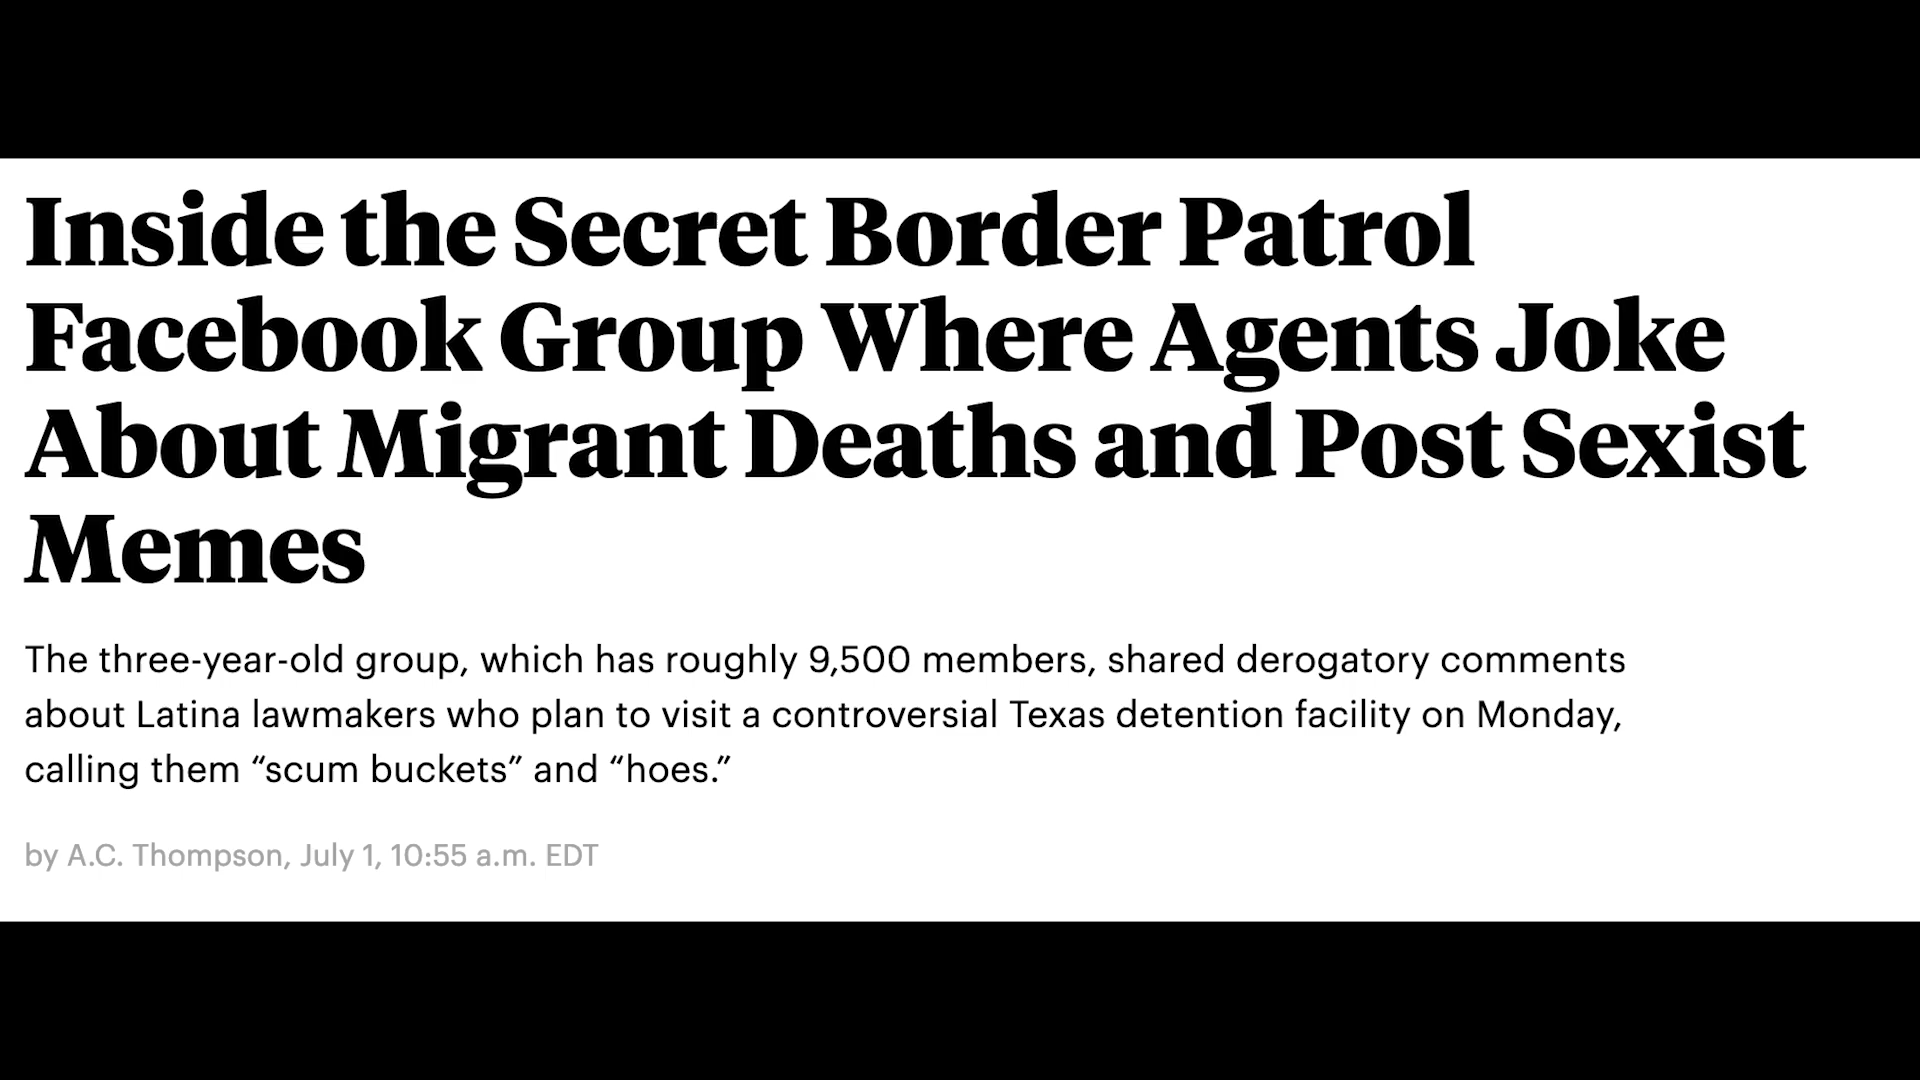 Inside the Secret Border Patrol
Facebook Group Where Agents Joke
About Migrant Deaths and Post Sexist
Memes
The three-year-old group, which has roughly 9,500 members, shared derogatory comments
about Latina lawmakers who plan to visit a controversial Texas detention facility on Monday,
calling them “scum buckets” and “hoes.”
by A.C. Thompson, July 1, 10:55 a.m. EDT